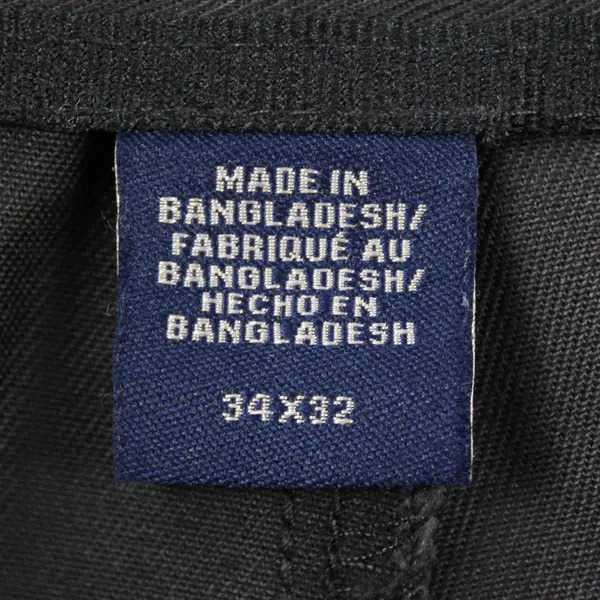 MADE IN
BANGLADESH/
FABRIQUÉ AU
BANGLADESH/
HECHO EN
BANGLADESH
34X32